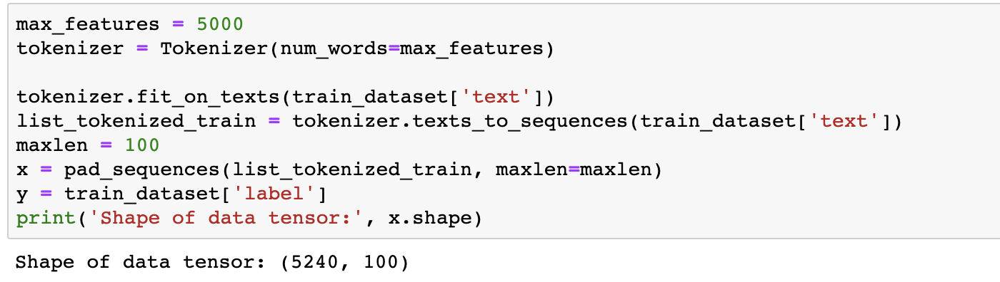 max_features = 5000
tokenizer = Tokenizer(num_words=max_features)
tokenizer.fit_on_texts(train_dataset['text'])
list_tokenized_train = tokenizer.texts_to_sequences(train_dataset['text'])
maxlen = 100
x = pad_sequences(list_tokenized_train, maxlen=maxlen)
y = train_dataset['label']
print('Shape of data tensor:', x.shape)
Shape of data tensor: (5240, 100)